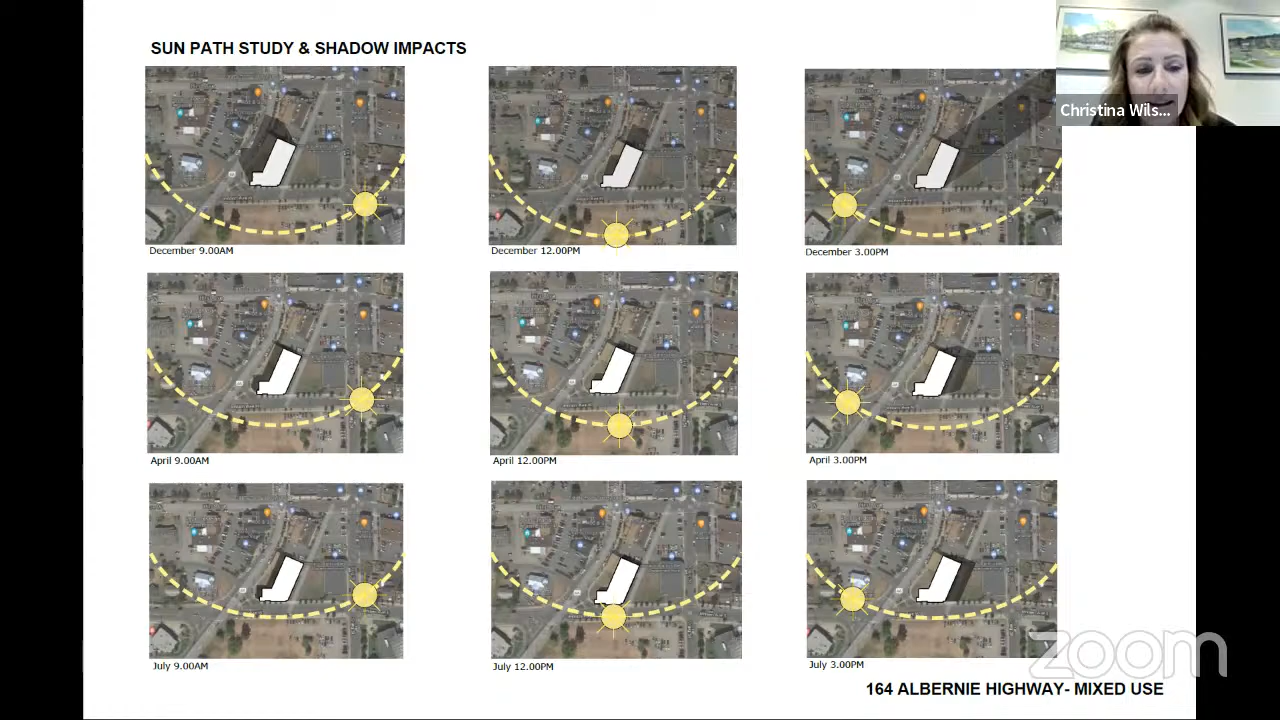 SUN PATH STUDY & SHADOW IMPACTS
Christina Wils...
December 9.00AM
December 12.00PM
December 3.00PM
April 9.00AM
April 12.00PM
April 3.00PM
July 9.00AM
July 12.00PM
July 3.00PM
zoom
164 ALBERNIE HIGHWAY- MIXED USE